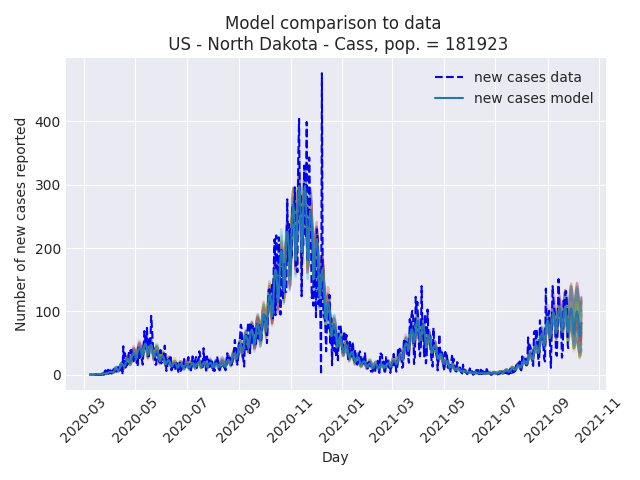 Model comparison to data
US - North Dakota - Cass, pop. = 181923
new cases data
new cases model
Number of new cases reported
400
300
200
100
0
2020-03
2020-05
2020-07
2020-09
2020-11
2021-01
2021-03
2021-05
2021-07
2021-09
2021-11
Day